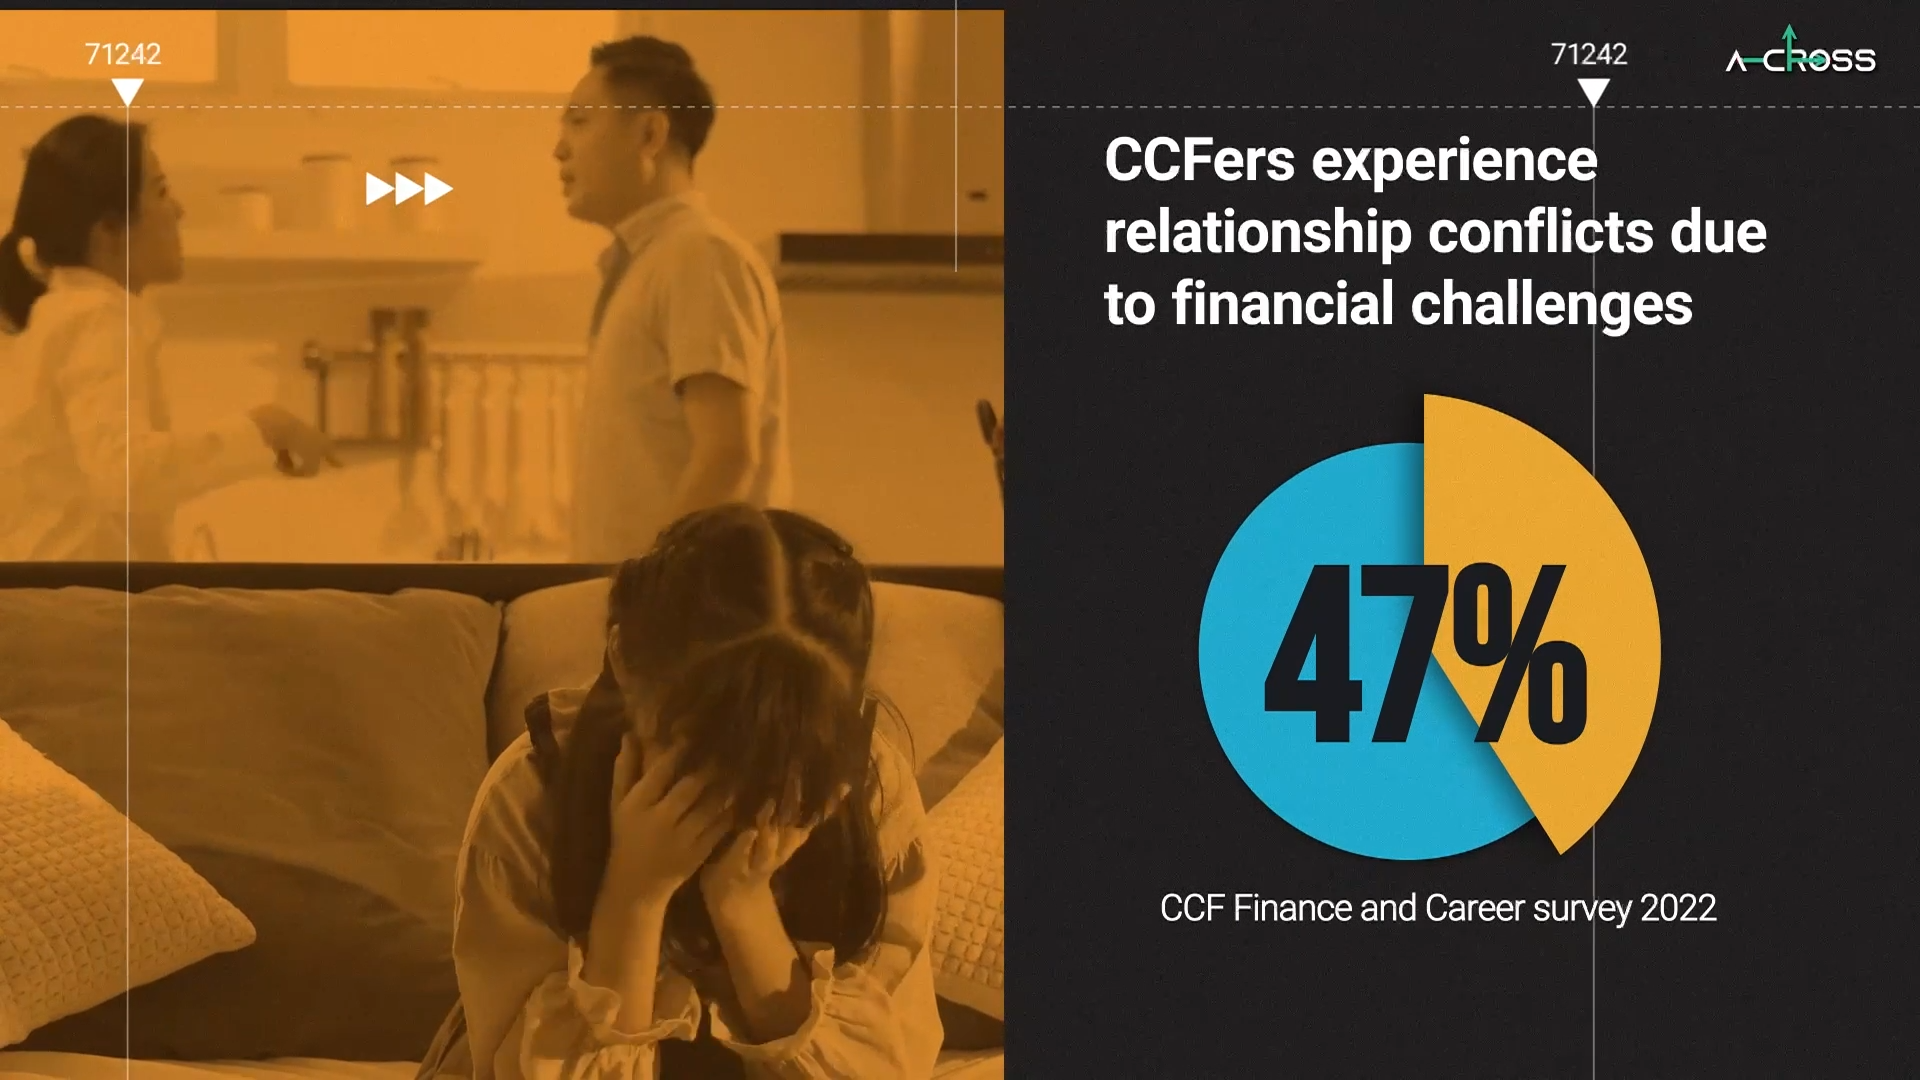 71242
71242
A-CROSS
CCFers experience
relationship conflicts due
to financial challenges
47%
CCF Finance and Career survey 2022